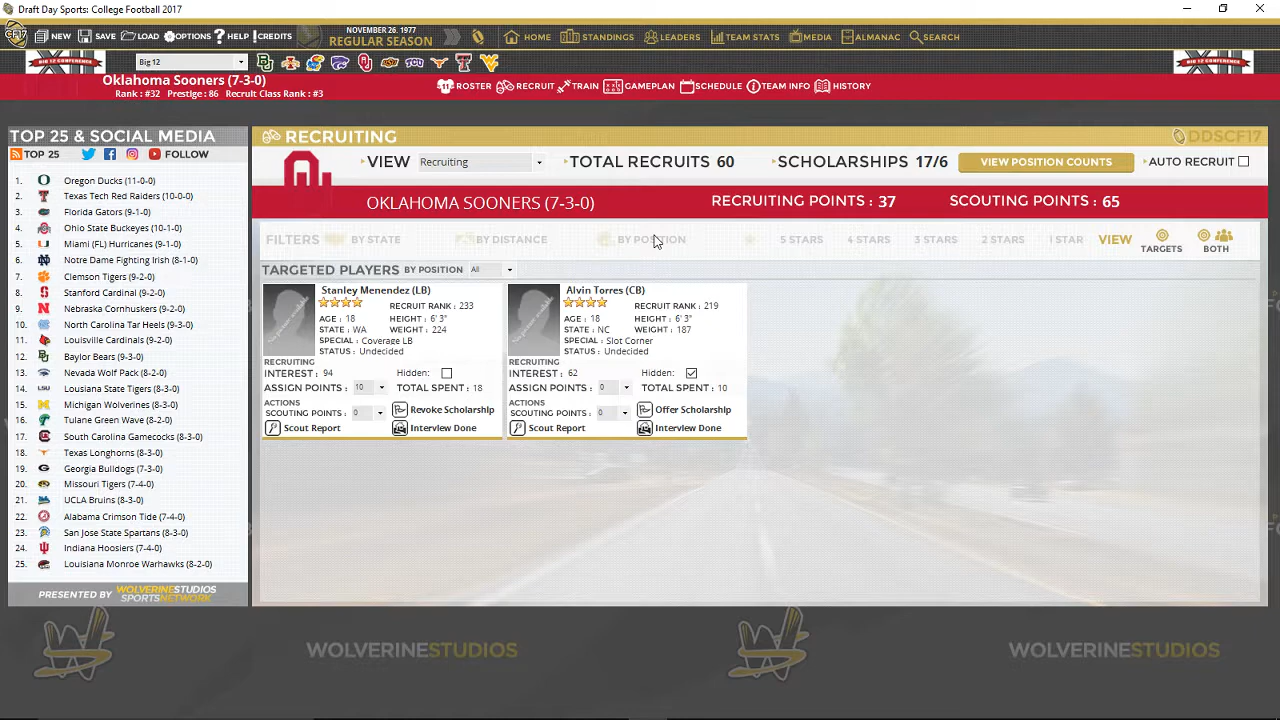 Draft Day Sports: College Football 2017
NEW SAVE LOAD OPTIONS HELP CREDITS
NOVEMBER 26, 1977
REGULAR SEASON
HOME STANDINGS LEADERS TEAM STATS MEDIA ALMANAC SEARCH
BIG 12 CONFERENCE Big 12 BIG 12 CONFERENCE
Oklahoma Sooners (7-3-0)
Rank : #32 Prestige : 86 Recruit Class Rank : #3
ROSTER RECRUIT TRAIN GAMEPLAN SCHEDULE TEAM INFO HISTORY
TOP 25 & SOCIAL MEDIA
TOP 25 FOLLOW
1. Oregon Ducks (11-0-0)
2. Texas Tech Red Raiders (10-0-0)
3. Florida Gators (9-1-0)
4. Ohio State Buckeyes (10-1-0)
5. Miami (FL) Hurricanes (9-1-0)
6. Notre Dame Fighting Irish (8-1-0)
7. Clemson Tigers (9-2-0)
8. Stanford Cardinal (9-2-0)
9. Nebraska Cornhuskers (9-2-0)
10. North Carolina Tar Heels (9-3-0)
11. Louisville Cardinals (9-2-0)
12. Baylor Bears (9-3-0)
13. Nevada Wolf Pack (8-2-0)
14. Louisiana State Tigers (8-3-0)
15. Michigan Wolverines (8-3-0)
16. Tulane Green Wave (8-2-0)
17. South Carolina Gamecocks (8-3-0)
18. Texas Longhorns (8-3-0)
19. Georgia Bulldogs (7-3-0)
20. Missouri Tigers (7-4-0)
21. UCLA Bruins (8-3-0)
22. Alabama Crimson Tide (7-4-0)
23. San Jose State Spartans (8-3-0)
24. Indiana Hoosiers (7-4-0)
25. Louisiana Monroe Warhawks (8-2-0)
PRESENTED BY WOLVERINESTUDIOS
SPORTSNETWORK
RECRUITING DDSCF17
VIEW Recruiting TOTAL RECRUITS 60 SCHOLARSHIPS 17/6 VIEW POSITION COUNTS AUTO RECRUIT
OKLAHOMA SOONERS (7-3-0) RECRUITING POINTS : 37 SCOUTING POINTS : 65
FILTERS BY STATE BY DISTANCE BY POSITION 5 STARS 4 STARS 3 STARS 2 STARS 1 STAR VIEW TARGETS BOTH
TARGETED PLAYERS BY POSITION All
Stanley Menendez (LB)
RECRUIT RANK : 233
AGE : 18 HEIGHT : 6' 3"
STATE : WA WEIGHT : 224
SPECIAL : Coverage LB
STATUS : Undecided
RECRUITING
INTEREST : 94 Hidden:
ASSIGN POINTS : 10 TOTAL SPENT : 18
ACTIONS
SCOUTING POINTS : 0 Revoke Scholarship
Scout Report Interview Done
Alvin Torres (CB)
RECRUIT RANK : 219
AGE : 18 HEIGHT : 6' 3"
STATE : NC WEIGHT : 187
SPECIAL : Slot Corner
STATUS : Undecided
RECRUITING
INTEREST : 62 Hidden:
ASSIGN POINTS : 0 TOTAL SPENT : 10
ACTIONS
SCOUTING POINTS : 0 Offer Scholarship
Scout Report Interview Done
WOLVERINESTUDIOS WOLVERINESTUDIOS